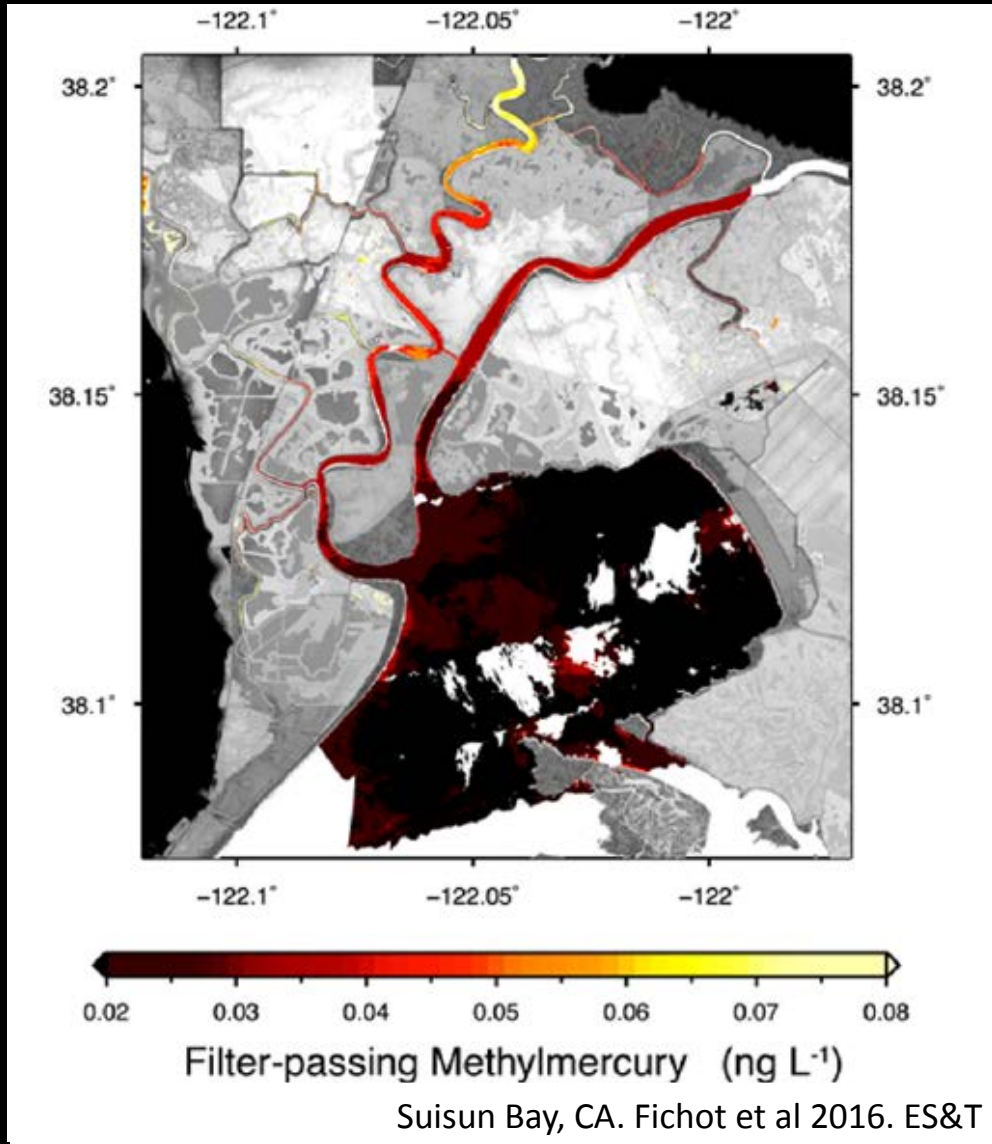 −122.1˚ −122.05˚ −122˚
38.2˚ 38.2˚
38.15˚ 38.15˚
38.1˚ 38.1˚
−122.1˚ −122.05˚ −122˚
0.02 0.03 0.04 0.05 0.06 0.07 0.08
Filter-passing Methylmercury (ng L⁻¹)
Suisun Bay, CA. Fichot et al 2016. ES&T